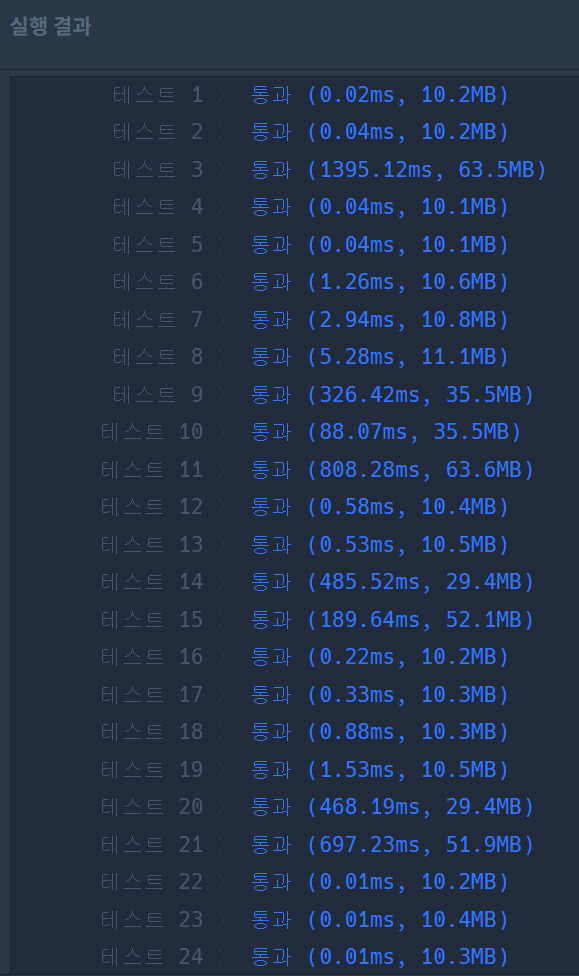 실행 결과
테스트 1 〉 통과 (0.02ms, 10.2MB)
테스트 2 〉 통과 (0.04ms, 10.2MB)
테스트 3 〉 통과 (1395.12ms, 63.5MB)
테스트 4 〉 통과 (0.04ms, 10.1MB)
테스트 5 〉 통과 (0.04ms, 10.1MB)
테스트 6 〉 통과 (1.26ms, 10.6MB)
테스트 7 〉 통과 (2.94ms, 10.8MB)
테스트 8 〉 통과 (5.28ms, 11.1MB)
테스트 9 〉 통과 (326.42ms, 35.5MB)
테스트 10 〉 통과 (88.07ms, 35.5MB)
테스트 11 〉 통과 (808.28ms, 63.6MB)
테스트 12 〉 통과 (0.58ms, 10.4MB)
테스트 13 〉 통과 (0.53ms, 10.5MB)
테스트 14 〉 통과 (485.52ms, 29.4MB)
테스트 15 〉 통과 (189.64ms, 52.1MB)
테스트 16 〉 통과 (0.22ms, 10.2MB)
테스트 17 〉 통과 (0.33ms, 10.3MB)
테스트 18 〉 통과 (0.88ms, 10.3MB)
테스트 19 〉 통과 (1.53ms, 10.5MB)
테스트 20 〉 통과 (468.19ms, 29.4MB)
테스트 21 〉 통과 (697.23ms, 51.9MB)
테스트 22 〉 통과 (0.01ms, 10.2MB)
테스트 23 〉 통과 (0.01ms, 10.4MB)
테스트 24 〉 통과 (0.01ms, 10.3MB)